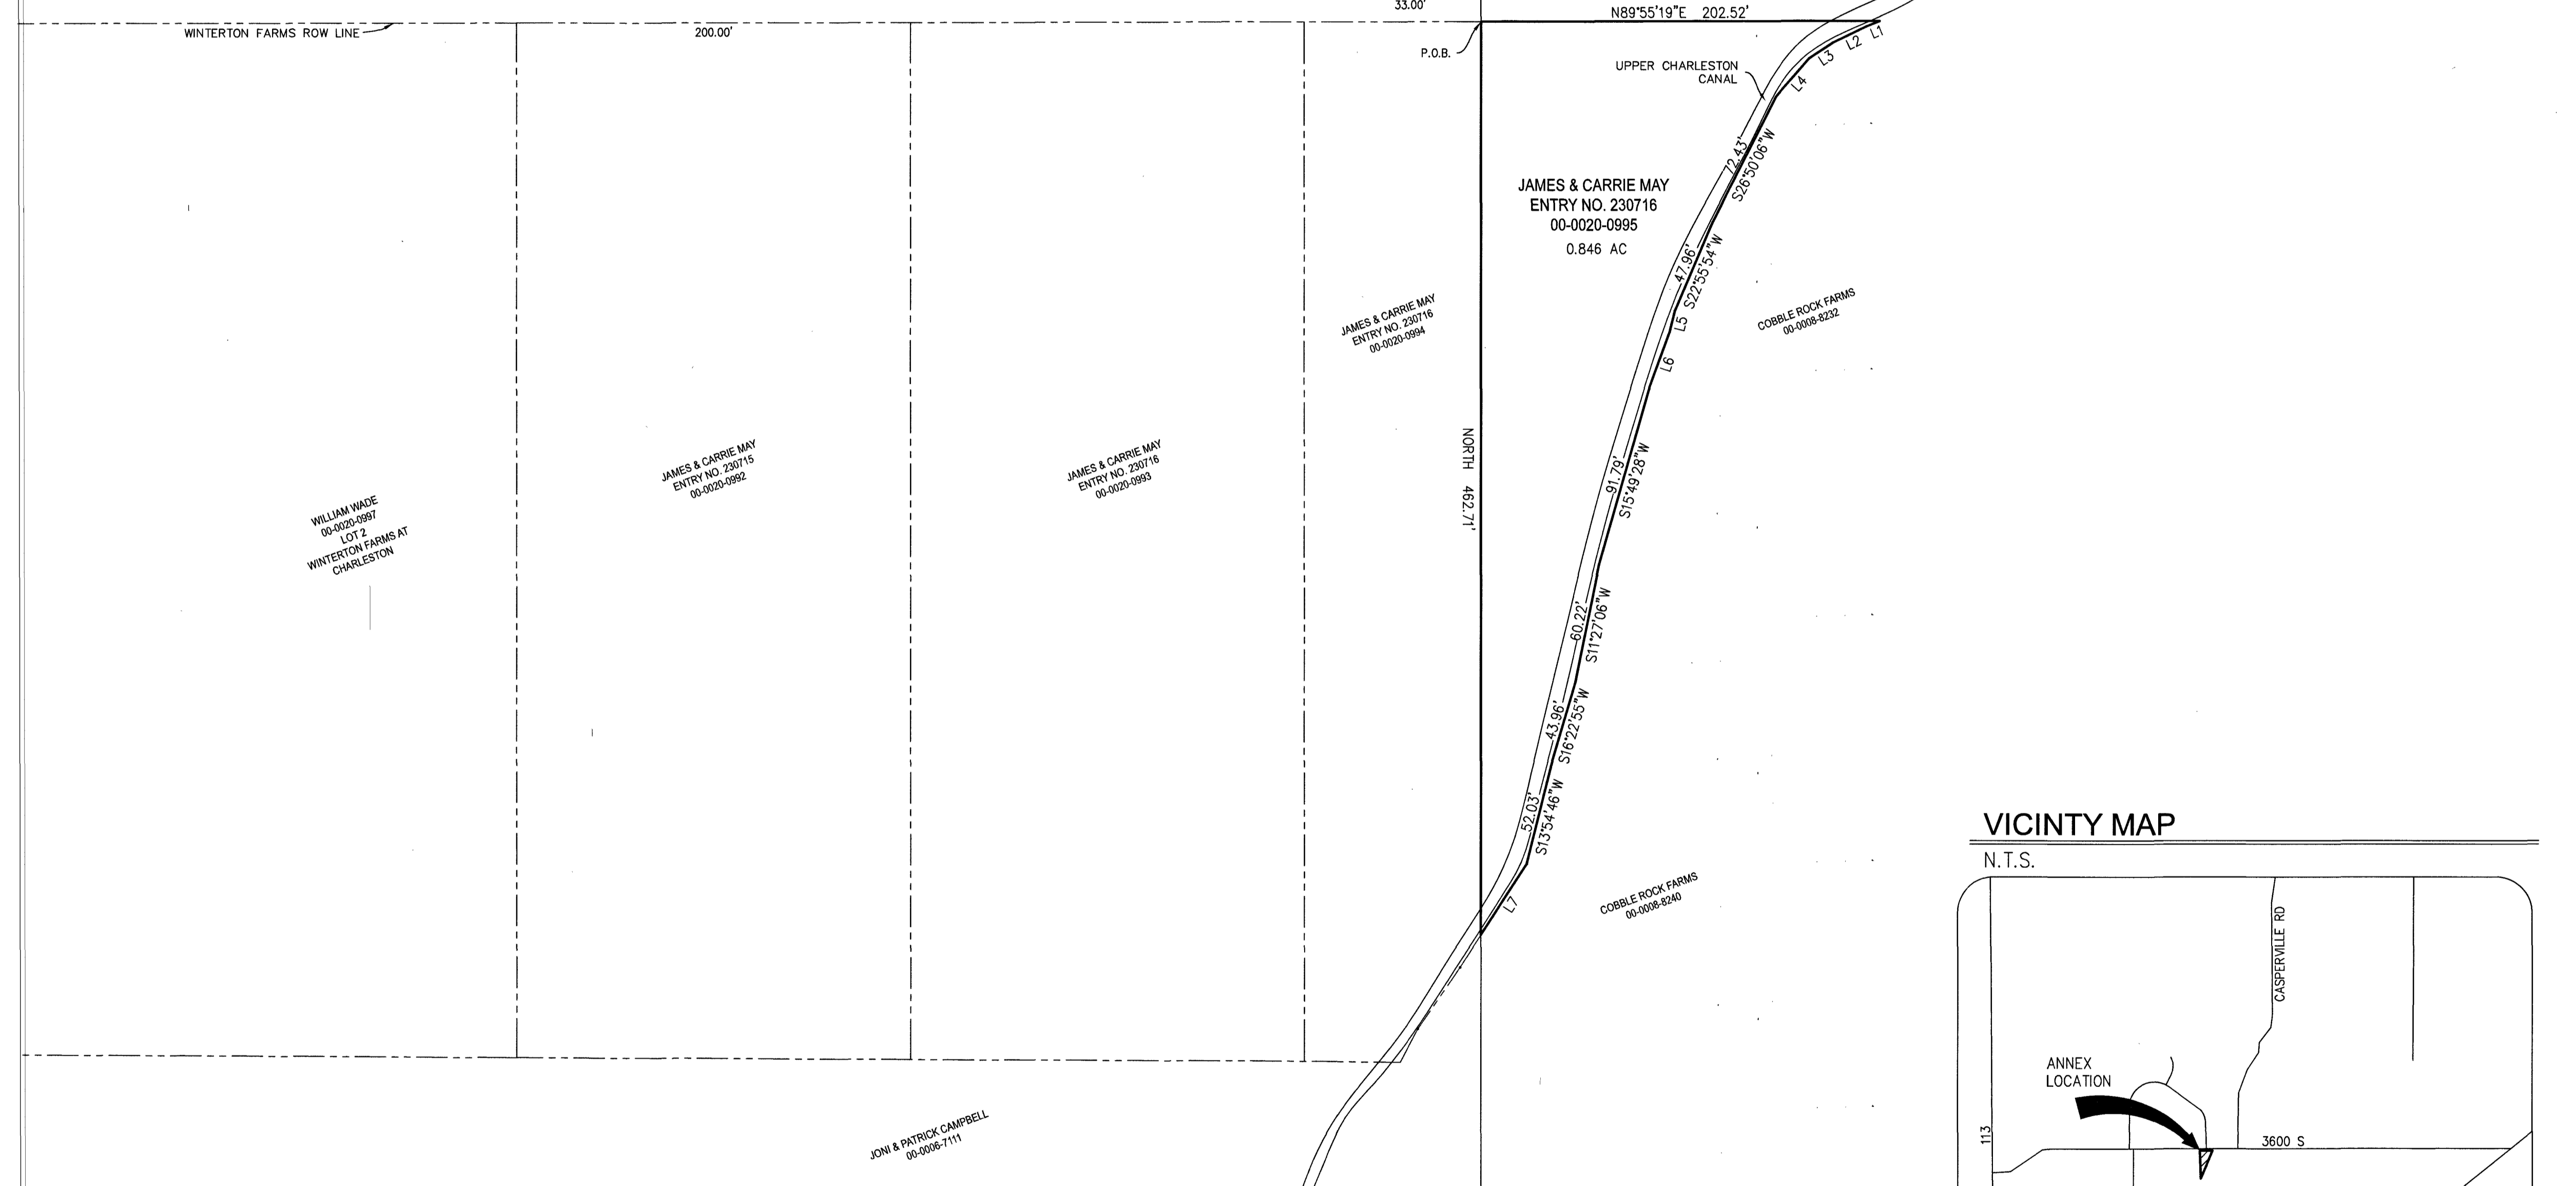 33.00'
N89°55'19"E 202.52'
WINTERTON FARMS ROW LINE
200.00'
P.O.B.
L1
L2
L3
L4
UPPER CHARLESTON
CANAL
72.43'
S26°50'06"W
JAMES & CARRIE MAY
ENTRY NO. 230716
00-0020-0995
0.846 AC
47.96'
S22°55'54"W
L5
L6
JAMES & CARRIE MAY
ENTRY NO. 230716
00-0020-0994
COBBLE ROCK FARMS
00-0008-8232
NORTH 462.71'
91.79'
S15°49'28"W
JAMES & CARRIE MAY
ENTRY NO. 230715
00-0020-0992
JAMES & CARRIE MAY
ENTRY NO. 230716
00-0020-0993
WILLIAM WADE
00-0020-0997
LOT 2
WINTERTON FARMS AT
CHARLESTON
60.22'
S11°27'06"W
43.96'
S16°22'55"W
52.03'
S13°54'46"W
L7
COBBLE ROCK FARMS
00-0008-8240
JONI & PATRICK CAMPBELL
00-0006-7111
VICINTY MAP
N.T.S.
CASPERVILLE RD
ANNEX
LOCATION
113
3600 S